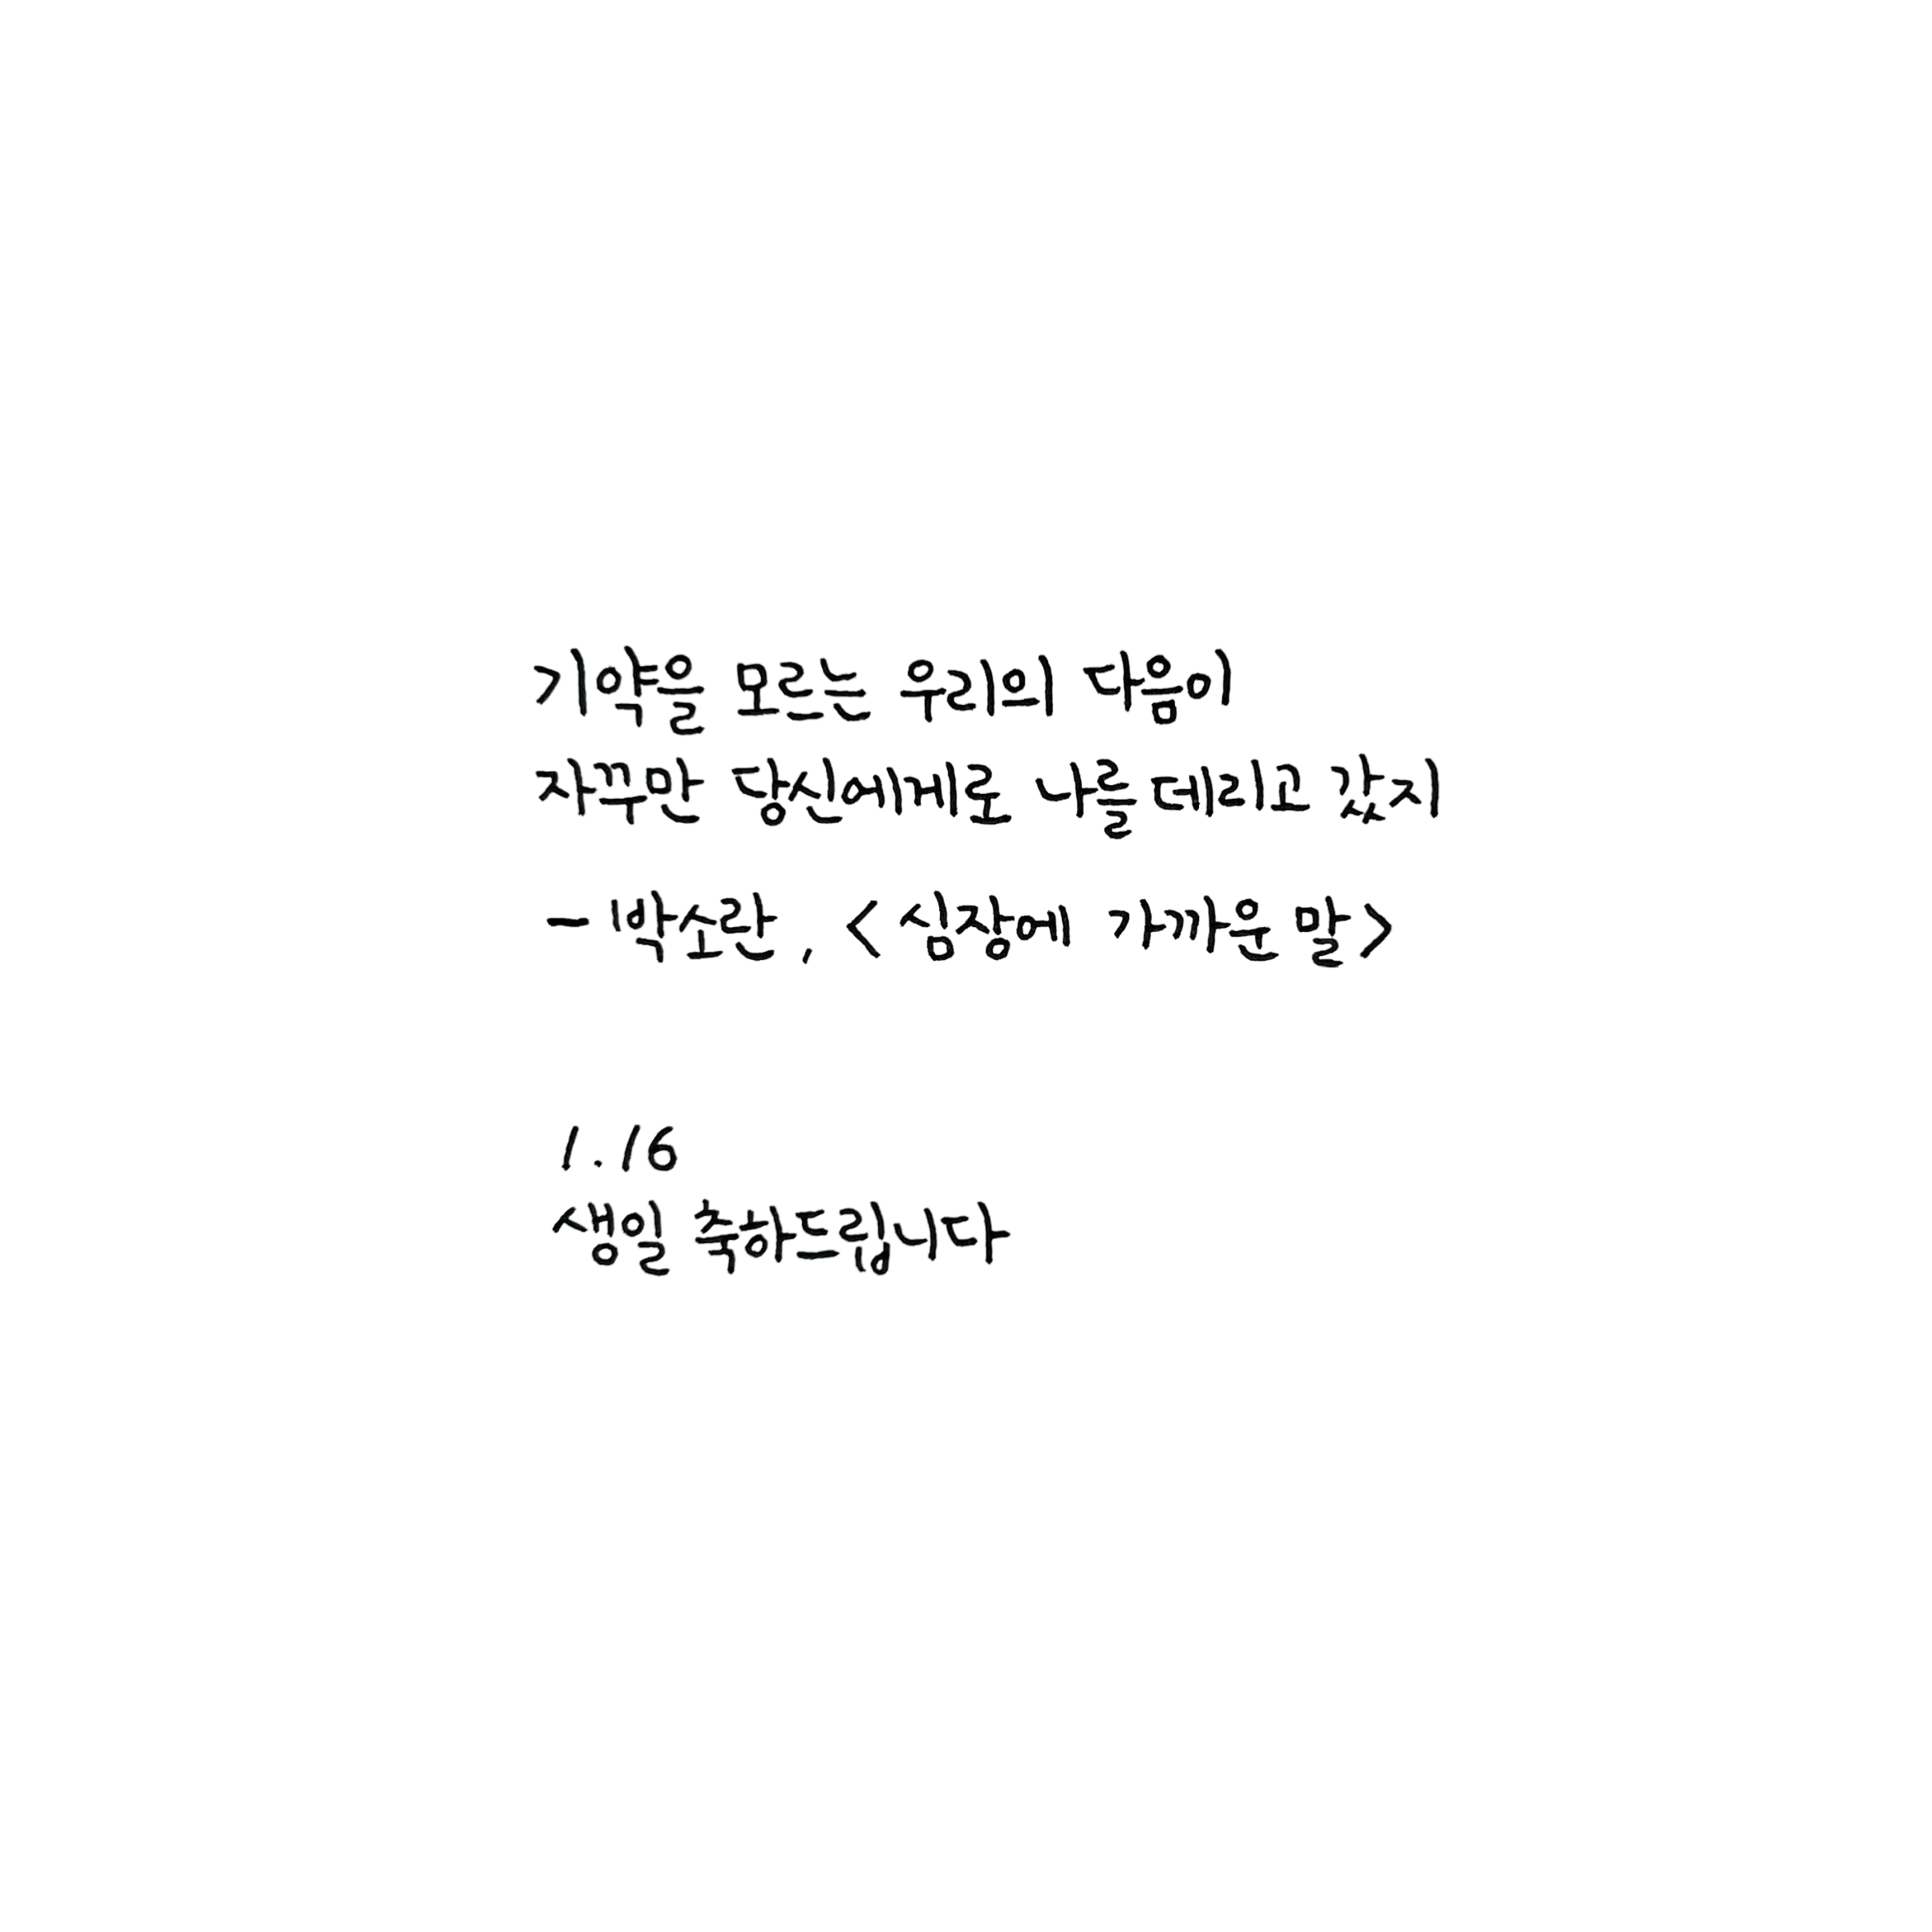 기약을 모르는 우리의 다음이
자꾸만 당신에게로 나를 데리고 갔지
- 박소란, <심장에 가까운 말>
1.16
생일 축하드립니다